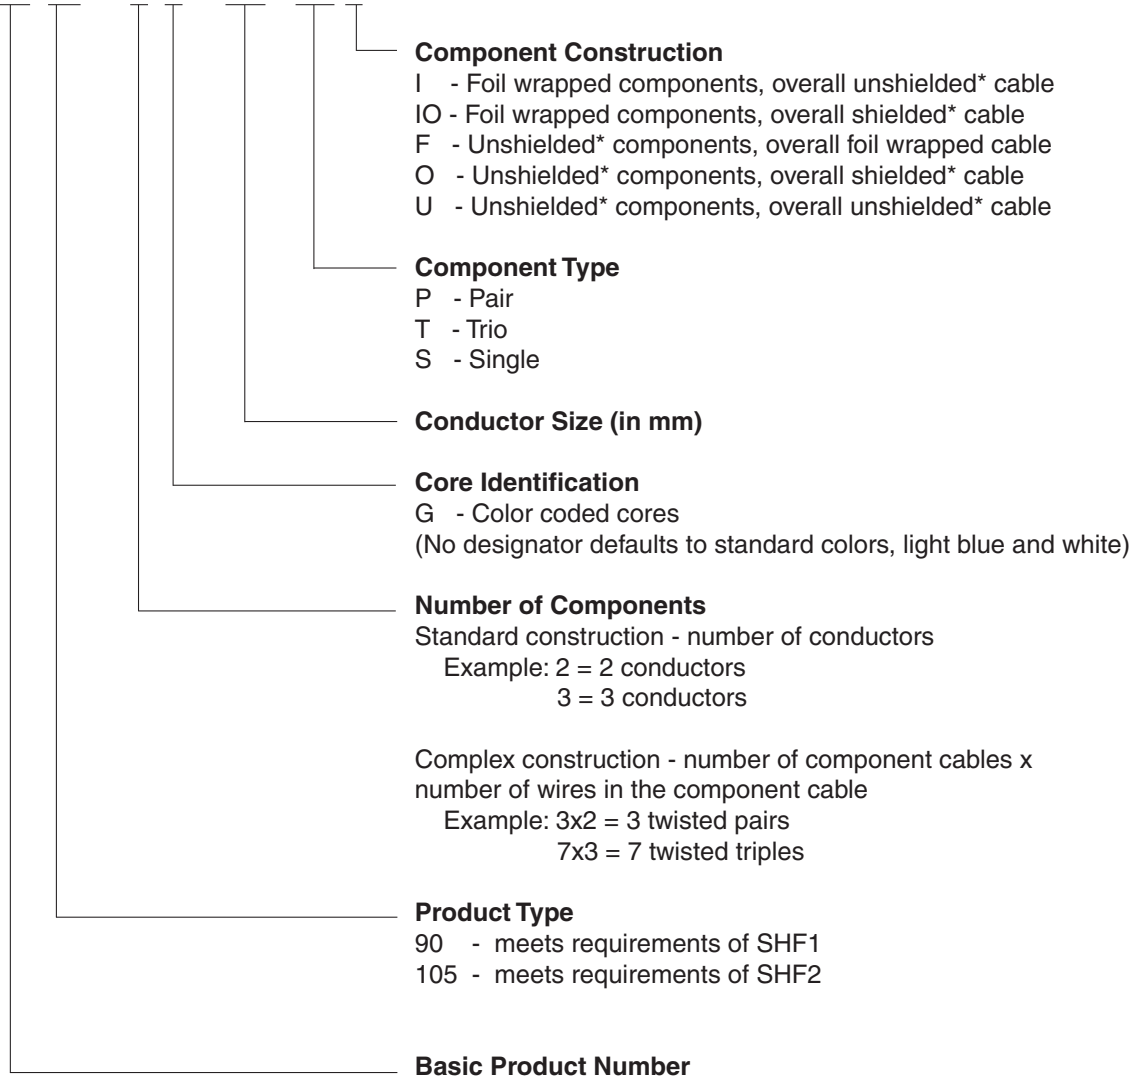 Component Construction
I - Foil wrapped components, overall unshielded* cable
IO - Foil wrapped components, overall shielded* cable
F - Unshielded* components, overall foil wrapped cable
O - Unshielded* components, overall shielded* cable
U - Unshielded* components, overall unshielded* cable
Component Type
P - Pair
T - Trio
S - Single
Conductor Size (in mm)
Core Identification
G - Color coded cores
(No designator defaults to standard colors, light blue and white)
Number of Components
Standard construction - number of conductors
Example: 2 = 2 conductors
3 = 3 conductors
Complex construction - number of component cables x
number of wires in the component cable
Example: 3x2 = 3 twisted pairs
7x3 = 7 twisted triples
Product Type
90 - meets requirements of SHF1
105 - meets requirements of SHF2
Basic Product Number